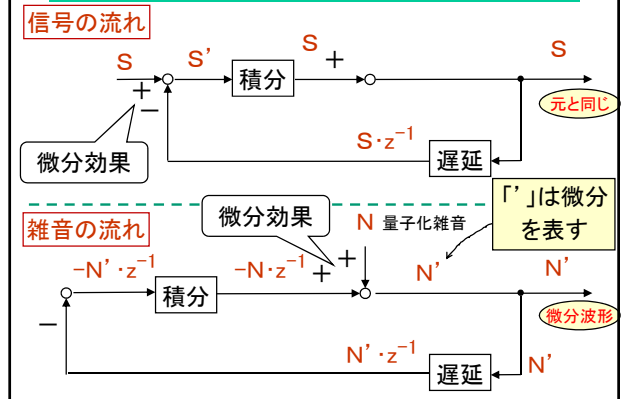 信号の流れ
S
+
−
S’
積分
S
+
S
元と同じ
微分効果
S・z⁻¹
遅延
「’」は微分
を表す
雑音の流れ
微分効果
N 量子化雑音
−N’・z⁻¹
積分
−N・z⁻¹
+
+
N’
N’
微分波形
−
N’・z⁻¹
遅延
N’